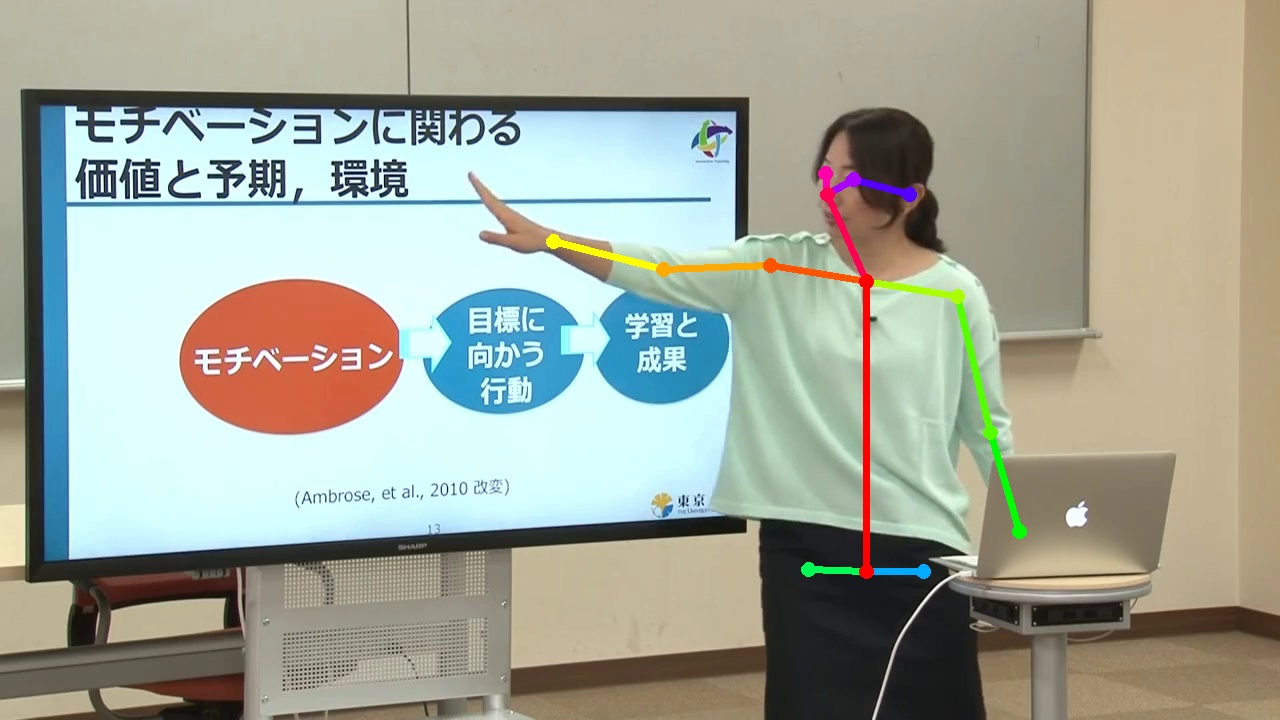 モチベーションに関わる
価値と予期，環境
モチベーション
目標に
向かう
行動
学習と
成果
(Ambrose, et al., 2010 改変)
東京
13
SHARP